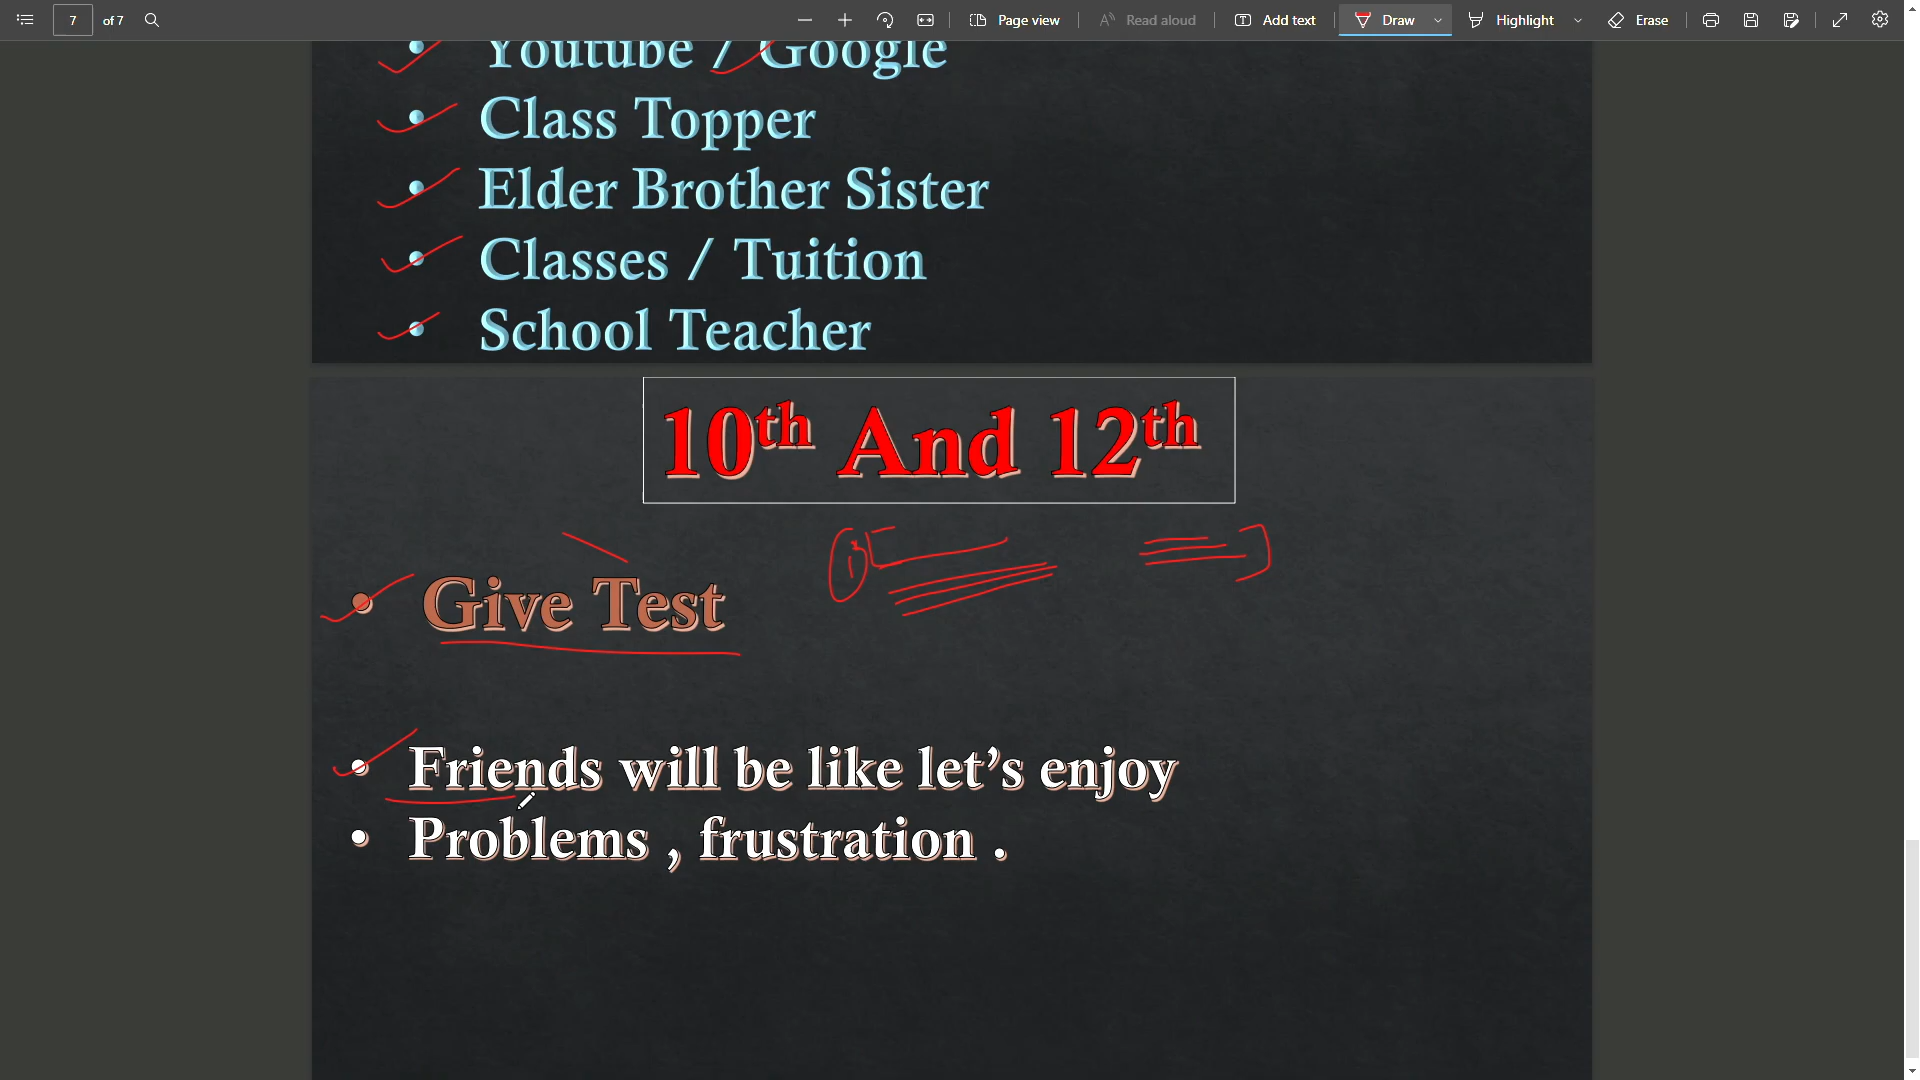 7 of 7 Page view Read aloud Add text Draw Highlight Erase
Youtube / Google
Class Topper
Elder Brother Sister
Classes / Tuition
School Teacher
10th And 12th
Give Test
Friends will be like let’s enjoy
Problems , frustration .